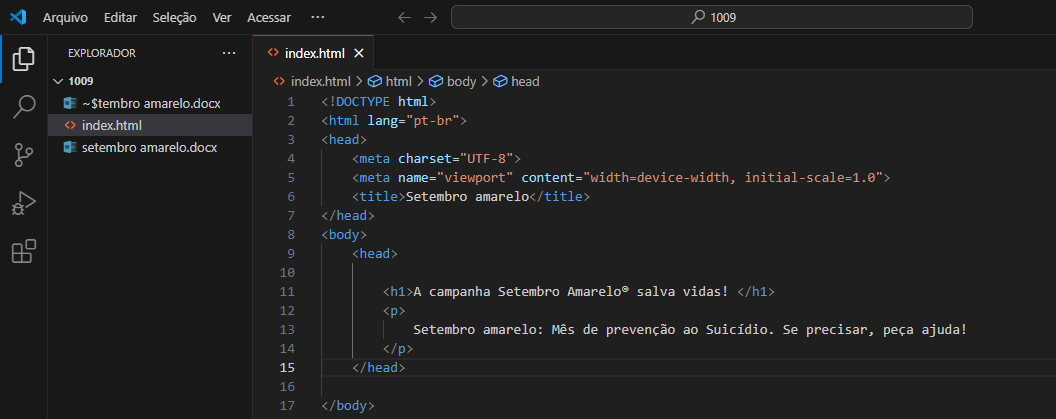 Arquivo Editar Seleção Ver Acessar ··· 1009
EXPLORADOR ···
1009
~$tembro amarelo.docx
index.html
setembro amarelo.docx
index.html
index.html > html > body > head
1 <!DOCTYPE html>
2 <html lang="pt-br">
3 <head>
4 <meta charset="UTF-8">
5 <meta name="viewport" content="width=device-width, initial-scale=1.0">
6 <title>Setembro amarelo</title>
7 </head>
8 <body>
9 <head>
10
11 <h1>A campanha Setembro Amarelo® salva vidas! </h1>
12 <p>
13 Setembro amarelo: Mês de prevenção ao Suicídio. Se precisar, peça ajuda!
14 </p>
15 </head>
16
17 </body>